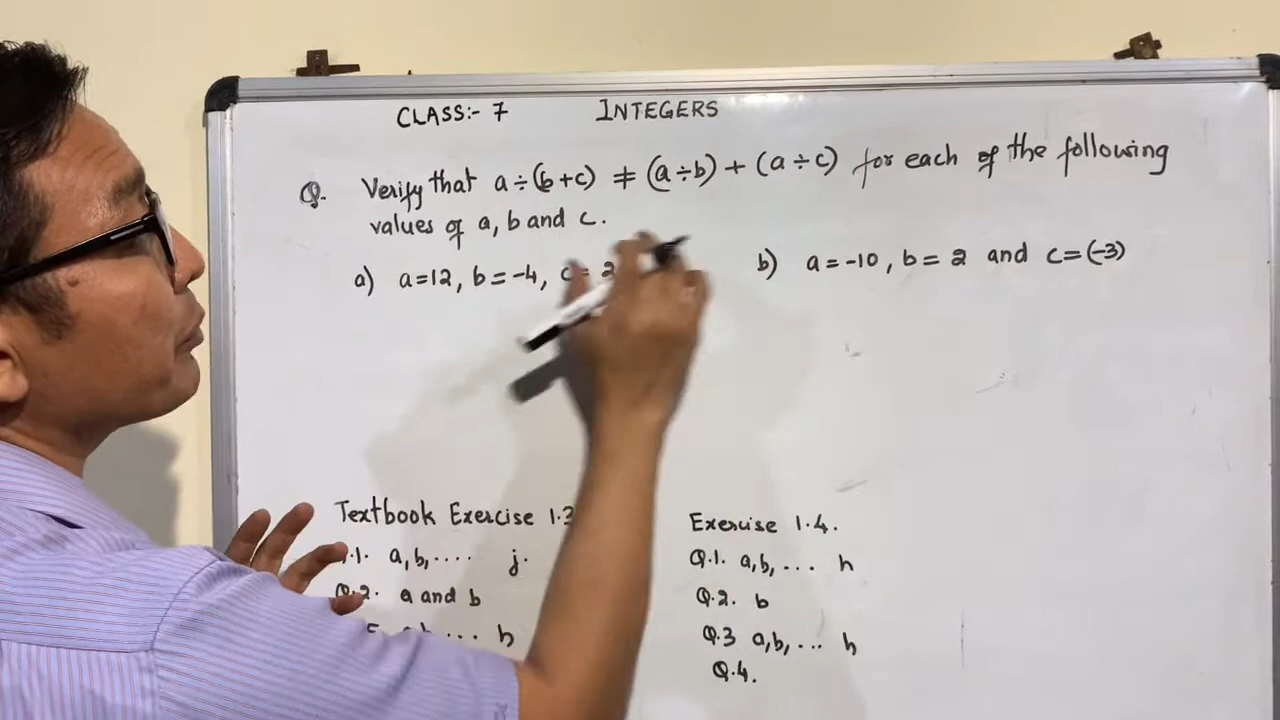 CLASS:- 7 INTEGERS
Q. Verify that a÷(b+c) ≠ (a÷b) + (a÷c) for each of the following
values of a, b and c.
a) a=12, b=-4, c= 2
b) a=-10, b= 2 and c=(-3)
Textbook Exercise 1.3
.1. a,b,.... j.
Q.2. a and b
... h
Exercise 1.4.
Q.1. a,b,... h
Q.2. b
Q.3 a,b,... h
Q.4.